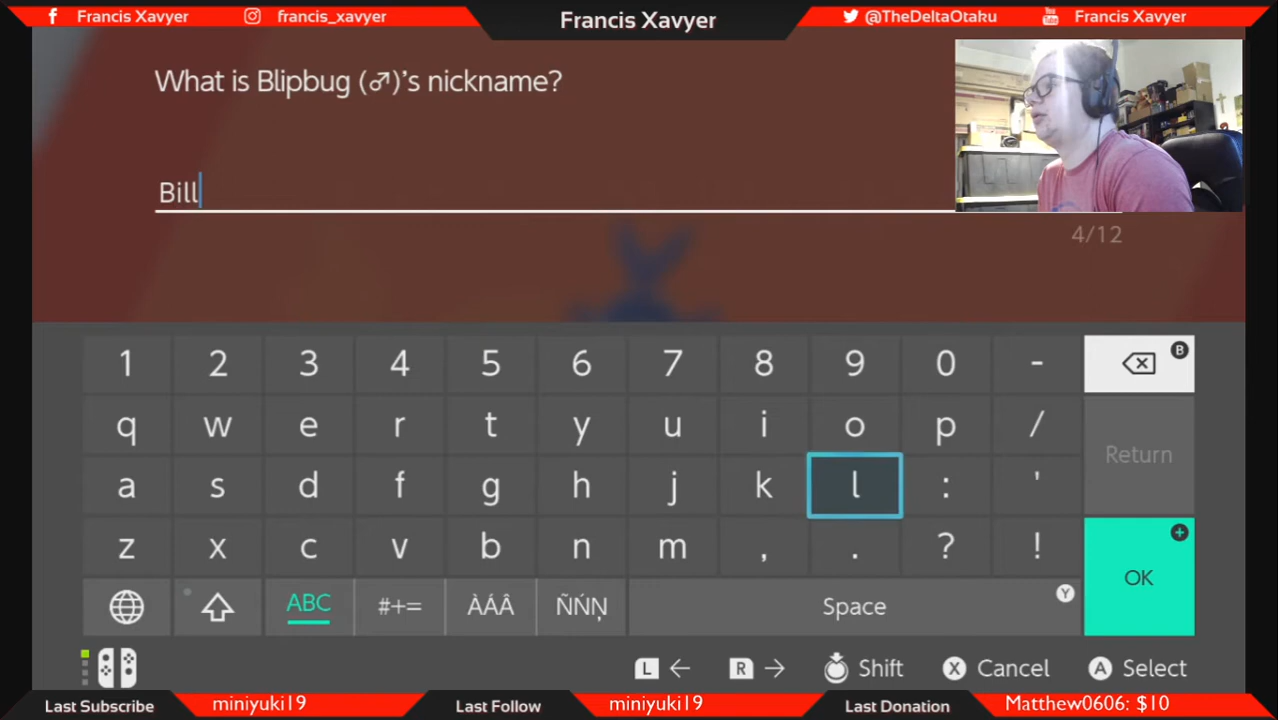 Francis Xavyer
francis_xavyer
Francis Xavyer
@TheDeltaOtaku
You Tube
Francis Xavyer
What is Blipbug (♂)'s nickname?
Bill
4/12
1 2 3 4 5 6 7 8 9 0 - B
q w e r t y u i o p / Return
a s d f g h j k l : '
z x c v b n m , . ? ! + OK
ABC #+= ÀÁÂ ÑŃŅ Space Y
L ← R → Shift X Cancel A Select
Last Subscribe miniyuki19 Last Follow miniyuki19 Last Donation Matthew0606: $10